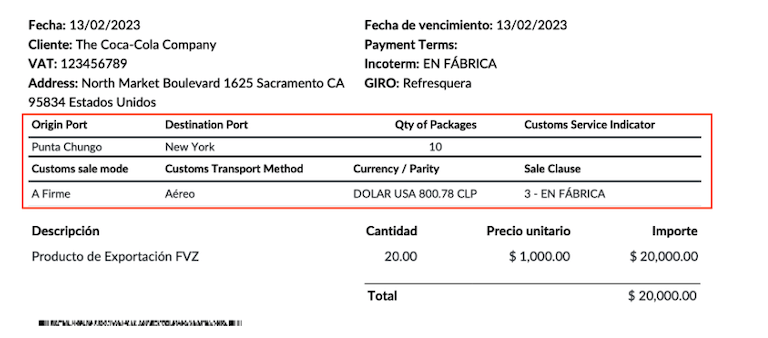 Fecha: 13/02/2023 Fecha de vencimiento: 13/02/2023
Cliente: The Coca-Cola Company Payment Terms:
VAT: 123456789 Incoterm: EN FÁBRICA
Address: North Market Boulevard 1625 Sacramento CA GIRO: Refresquera
95834 Estados Unidos
Origin Port Destination Port Qty of Packages Customs Service Indicator
Punta Chungo New York 10
Customs sale mode Customs Transport Method Currency / Parity Sale Clause
A Firme Aéreo DOLAR USA 800.78 CLP 3 - EN FÁBRICA
Descripción Cantidad Precio unitario Importe
Producto de Exportación FVZ 20.00 $ 1,000.00 $ 20,000.00
Total $ 20,000.00